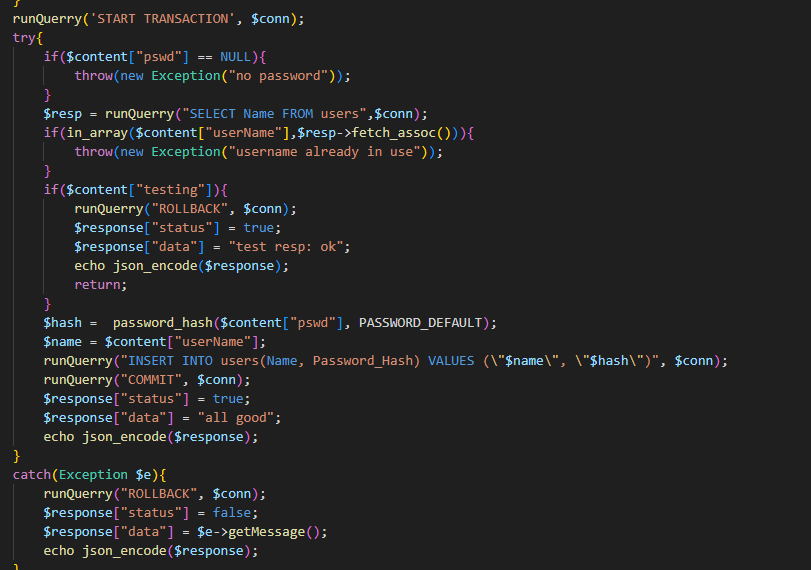 }
runQuerry('START TRANSACTION', $conn);
try{
    if($content["pswd"] == NULL){
        throw(new Exception("no password"));
    }
    $resp = runQuerry("SELECT Name FROM users",$conn);
    if(in_array($content["userName"],$resp->fetch_assoc())){
        throw(new Exception("username already in use"));
    }
    if($content["testing"]){
        runQuerry("ROLLBACK", $conn);
        $response["status"] = true;
        $response["data"] = "test resp: ok";
        echo json_encode($response);
        return;
    }
    $hash =  password_hash($content["pswd"], PASSWORD_DEFAULT);
    $name = $content["userName"];
    runQuerry("INSERT INTO users(Name, Password_Hash) VALUES (\"$name\", \"$hash\")", $conn);
    runQuerry("COMMIT", $conn);
    $response["status"] = true;
    $response["data"] = "all good";
    echo json_encode($response);
}
catch(Exception $e){
    runQuerry("ROLLBACK", $conn);
    $response["status"] = false;
    $response["data"] = $e->getMessage();
    echo json_encode($response);
}